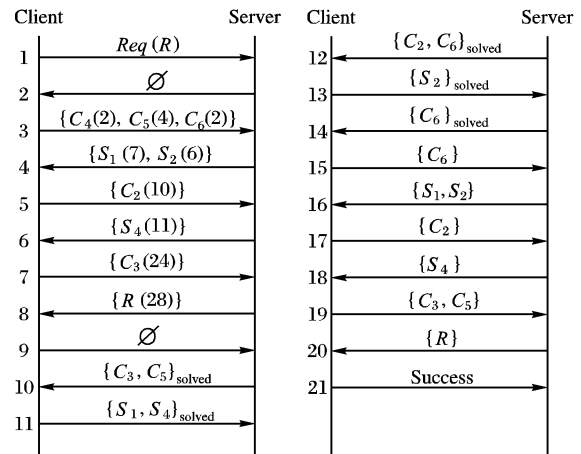 Client Server
1 Req (R)
2 ∅
3 {C₄(2), C₅(4), C₆(2)}
4 {S₁ (7), S₂ (6)}
5 {C₂ (10)}
6 {S₄ (11)}
7 {C₃ (24)}
8 {R (28)}
9 ∅
10 {C₃, C₅}solved
11 {S₁, S₄}solved
Client Server
12 {C₂, C₆}solved
13 {S₂}solved
14 {C₆}solved
15 {C₆}
16 {S₁, S₂}
17 {C₂}
18 {S₄}
19 {C₃, C₅}
20 {R}
21 Success